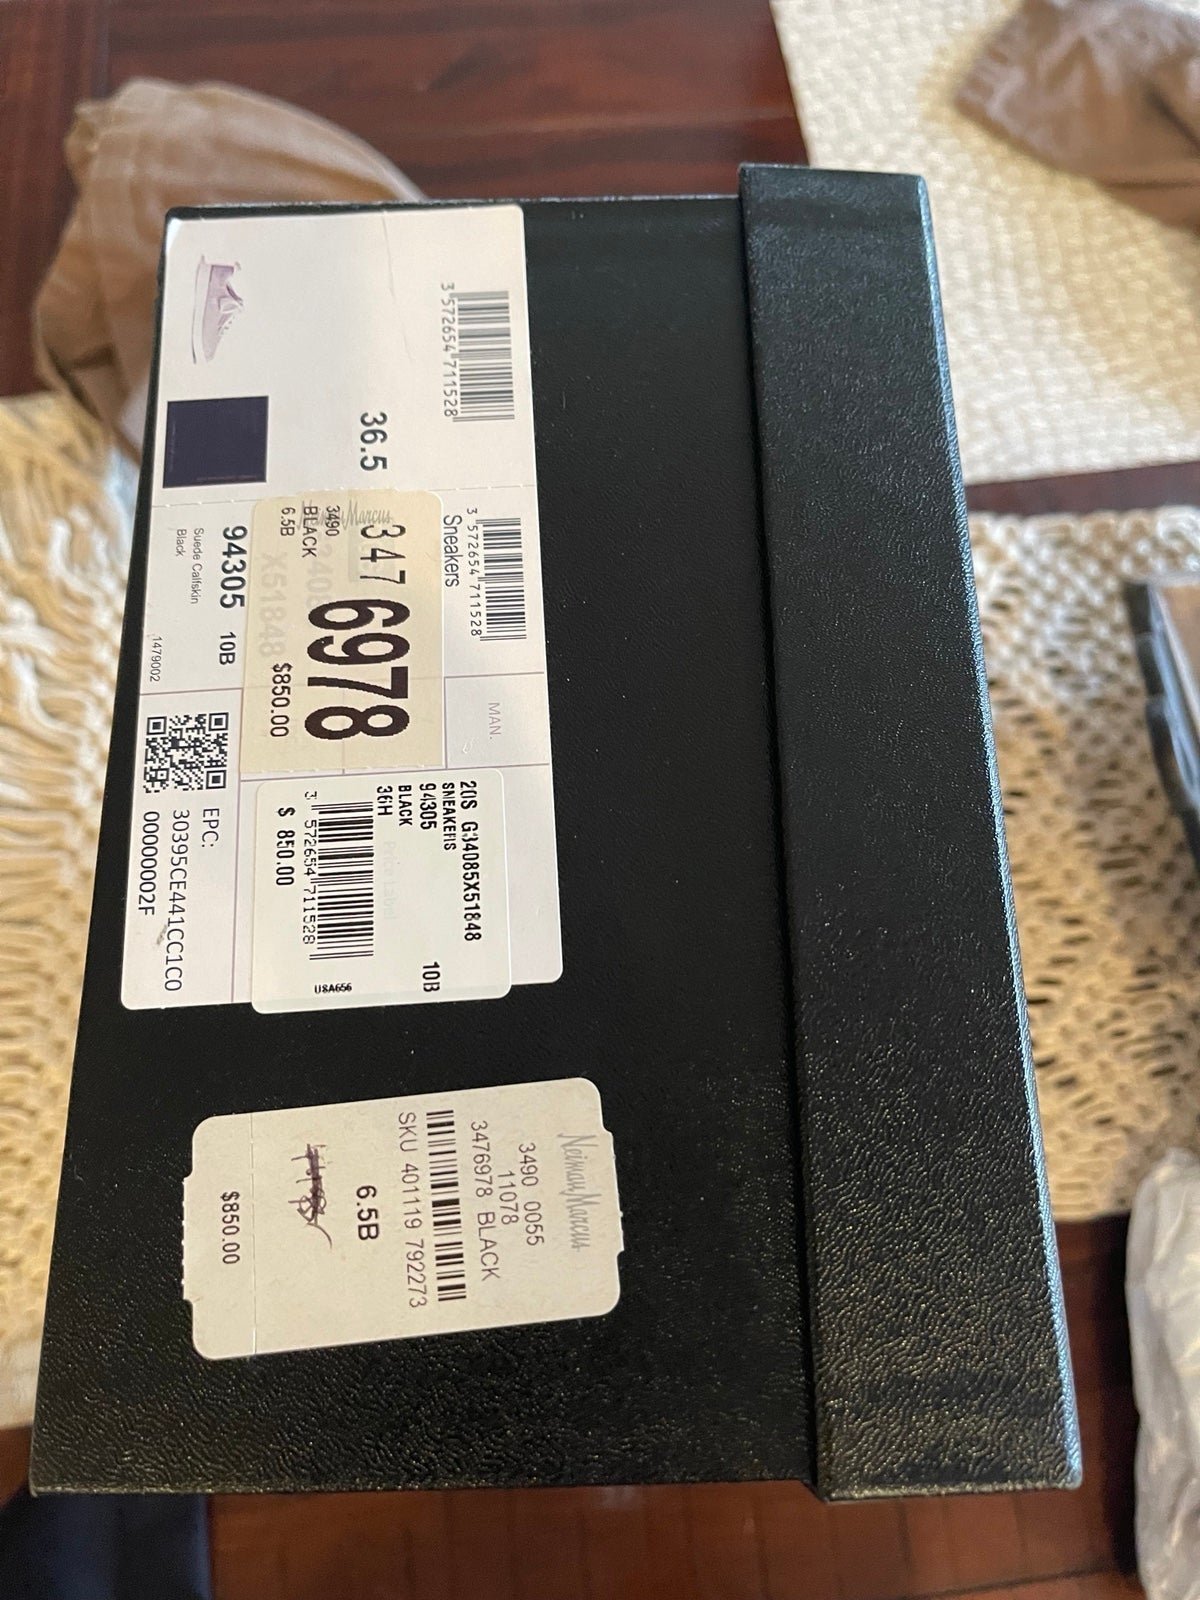 3 572654 711528
36.5
3 572654 711528
Sneakers
94305 10B
Suede Calfskin
Black
1479002
MAN.
EPC:
30395CE441CC1C0
00000002F
Marcus
347
6978
3490
BLACK
6.5B
$850.00
20S G34085X51848
SNEAKERS
94305 10B
BLACK
36H
Price Label
3 572654 711528
$ 850.00
USA656
Neiman Marcus
3490 0055
11078
3476978 BLACK
SKU 401119 792273
6.5B
$850.00